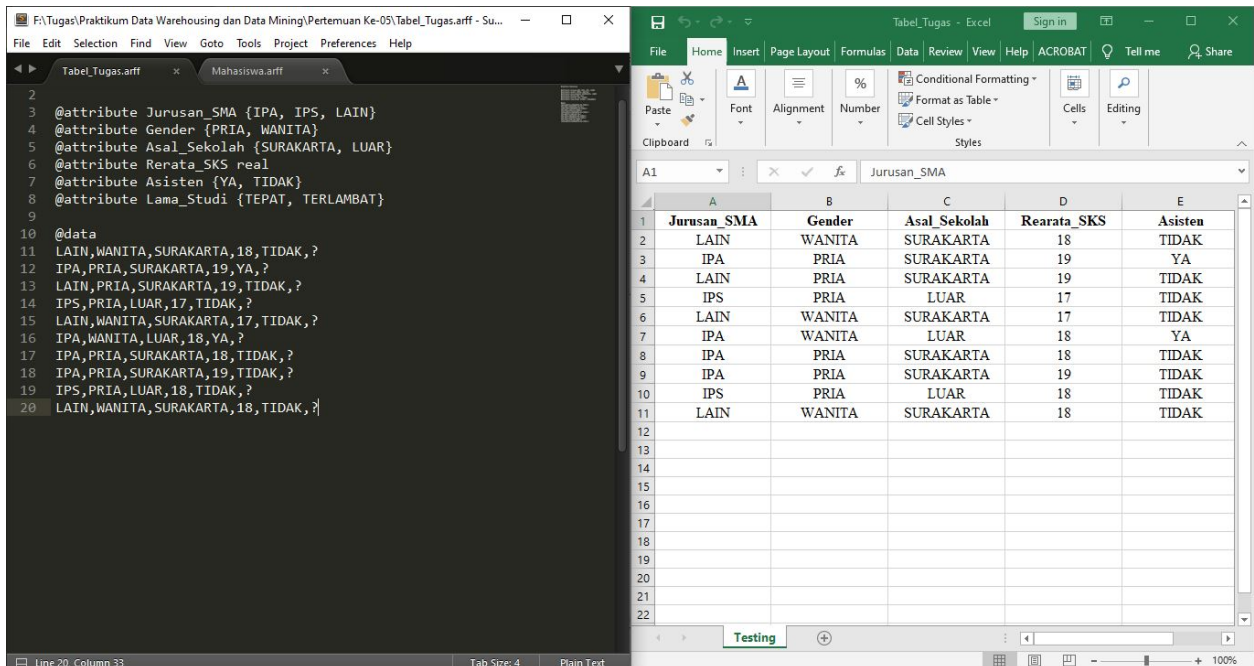 F:\Tugas\Praktikum Data Warehousing dan Data Mining\Pertemuan Ke-05\Tabel_Tugas.arff - Su...
File Edit Selection Find View Goto Tools Project Preferences Help
Tabel_Tugas.arff × Mahasiswa.arff ×
2
3 @attribute Jurusan_SMA {IPA, IPS, LAIN}
4 @attribute Gender {PRIA, WANITA}
5 @attribute Asal_Sekolah {SURAKARTA, LUAR}
6 @attribute Rerata_SKS real
7 @attribute Asisten {YA, TIDAK}
8 @attribute Lama_Studi {TEPAT, TERLAMBAT}
9
10 @data
11 LAIN,WANITA,SURAKARTA,18,TIDAK,?
12 IPA,PRIA,SURAKARTA,19,YA,?
13 LAIN,PRIA,SURAKARTA,19,TIDAK,?
14 IPS,PRIA,LUAR,17,TIDAK,?
15 LAIN,WANITA,SURAKARTA,17,TIDAK,?
16 IPA,WANITA,LUAR,18,YA,?
17 IPA,PRIA,SURAKARTA,18,TIDAK,?
18 IPA,PRIA,SURAKARTA,19,TIDAK,?
19 IPS,PRIA,LUAR,18,TIDAK,?
20 LAIN,WANITA,SURAKARTA,18,TIDAK,?
Line 20, Column 33 Tab Size: 4 Plain Text
Tabel_Tugas - Excel Sign in
File Home Insert Page Layout Formulas Data Review View Help ACROBAT Tell me Share
Paste Font Alignment Number Conditional Formatting Format as Table Cell Styles Cells Editing
Clipboard Styles
A1 fx Jurusan_SMA
A B C D E
1 Jurusan_SMA Gender Asal_Sekolah Rearata_SKS Asisten
2 LAIN WANITA SURAKARTA 18 TIDAK
3 IPA PRIA SURAKARTA 19 YA
4 LAIN PRIA SURAKARTA 19 TIDAK
5 IPS PRIA LUAR 17 TIDAK
6 LAIN WANITA SURAKARTA 17 TIDAK
7 IPA WANITA LUAR 18 YA
8 IPA PRIA SURAKARTA 18 TIDAK
9 IPA PRIA SURAKARTA 19 TIDAK
10 IPS PRIA LUAR 18 TIDAK
11 LAIN WANITA SURAKARTA 18 TIDAK
12
13
14
15
16
17
18
19
20
21
22
Testing
100%